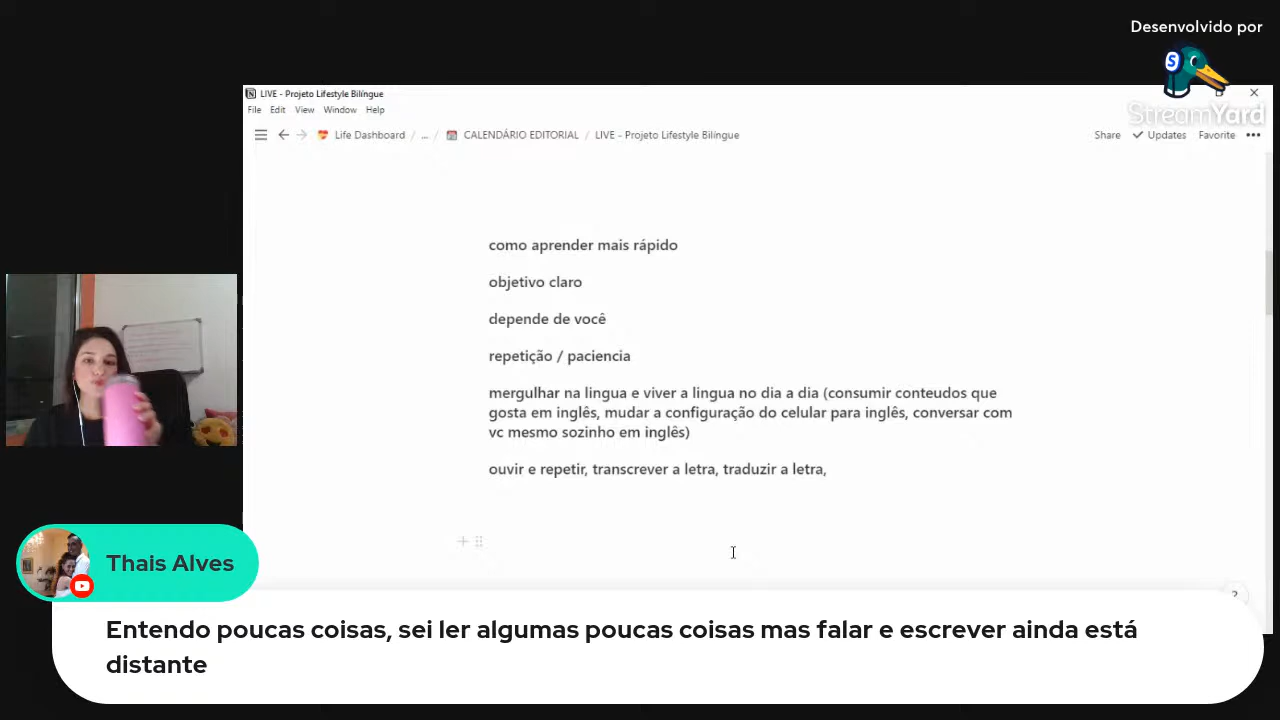 Desenvolvido por
S
StreamYard
LIVE - Projeto Lifestyle Bilíngue
File Edit View Window Help
Life Dashboard / ... / CALENDÁRIO EDITORIAL / LIVE - Projeto Lifestyle Bilíngue
Share Updates Favorite
como aprender mais rápido
objetivo claro
depende de você
repetição / paciencia
mergulhar na lingua e viver a lingua no dia a dia (consumir conteudos que
gosta em inglês, mudar a configuração do celular para inglês, conversar com
vc mesmo sozinho em inglês)
ouvir e repetir, transcrever a letra, traduzir a letra,
?
Thais Alves
Entendo poucas coisas, sei ler algumas poucas coisas mas falar e escrever ainda está
distante